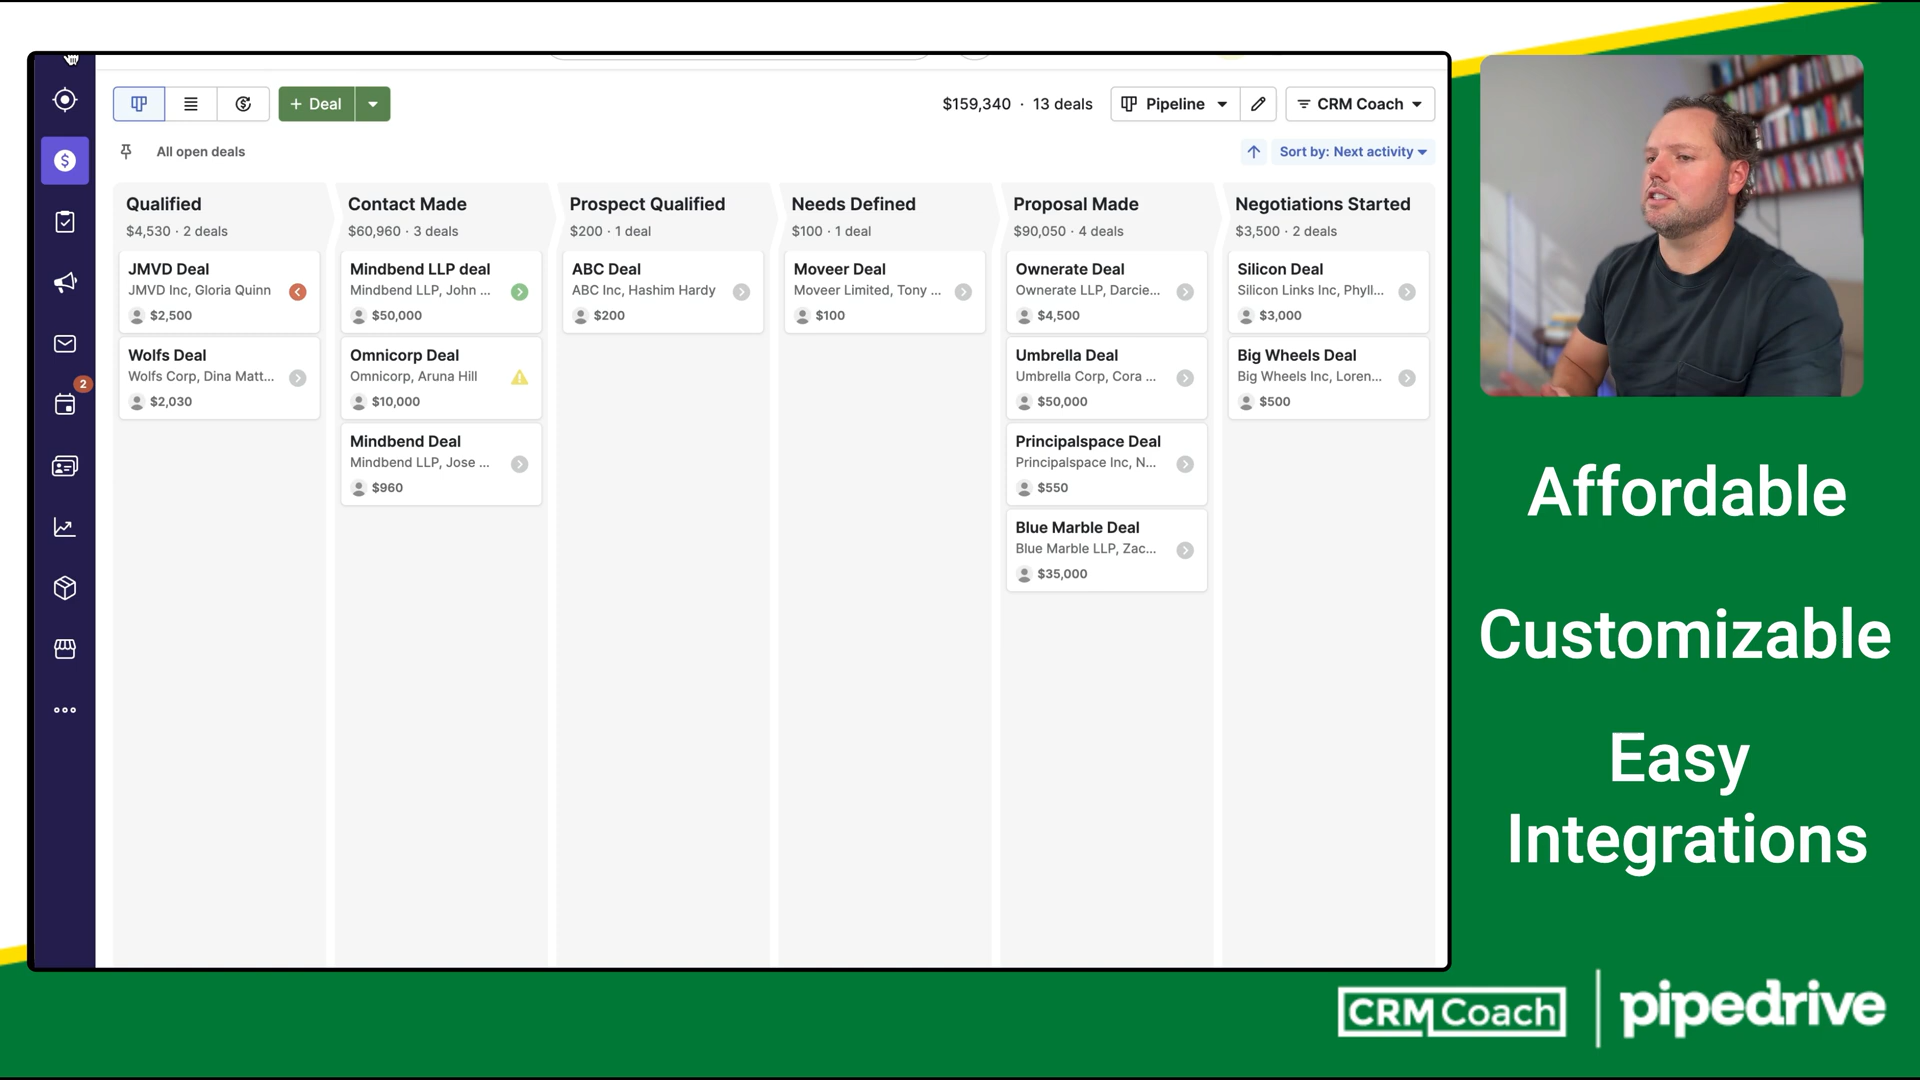 + Deal
$159,340 · 13 deals
Pipeline
CRM Coach
All open deals
Sort by: Next activity
Qualified
$4,530 · 2 deals
JMVD Deal
JMVD Inc, Gloria Quinn
$2,500
Wolfs Deal
Wolfs Corp, Dina Matt...
$2,030
Contact Made
$60,960 · 3 deals
Mindbend LLP deal
Mindbend LLP, John ...
$50,000
Omnicorp Deal
Omnicorp, Aruna Hill
$10,000
Mindbend Deal
Mindbend LLP, Jose ...
$960
Prospect Qualified
$200 · 1 deal
ABC Deal
ABC Inc, Hashim Hardy
$200
Needs Defined
$100 · 1 deal
Moveer Deal
Moveer Limited, Tony ...
$100
Proposal Made
$90,050 · 4 deals
Ownerate Deal
Ownerate LLP, Darcie...
$4,500
Umbrella Deal
Umbrella Corp, Cora ...
$50,000
Principalspace Deal
Principalspace Inc, N...
$550
Blue Marble Deal
Blue Marble LLP, Zac...
$35,000
Negotiations Started
$3,500 · 2 deals
Silicon Deal
Silicon Links Inc, Phyll...
$3,000
Big Wheels Deal
Big Wheels Inc, Loren...
$500
2
Affordable
Customizable
Easy
Integrations
CRM Coach
pipedrive